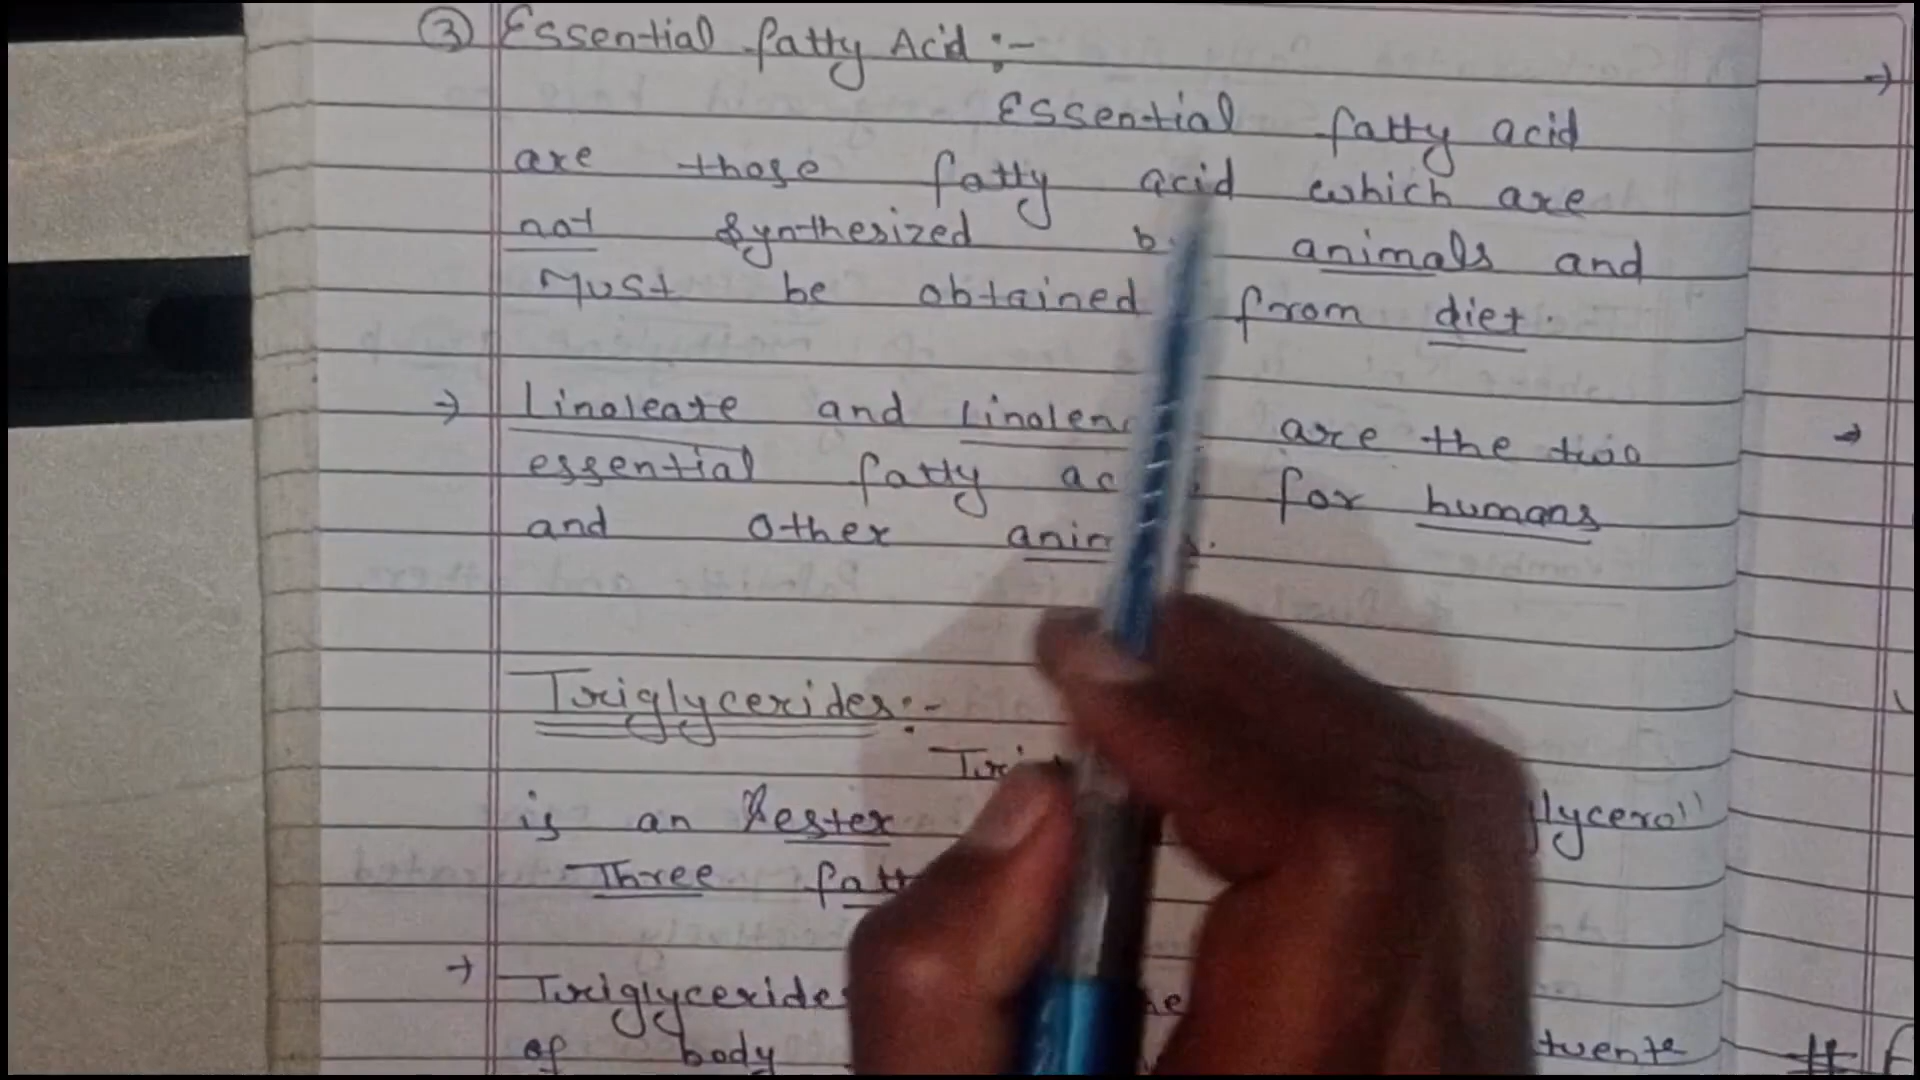 ③ Essential fatty Acid :-
Essential fatty acid
are those fatty acid which are
not synthesized animals and
Must be obtained from diet.
→ Linoleate and are the two
essential fatty for humans
and other
Triglycerides :-
is an ester glyceroll
Three
→
of body
#